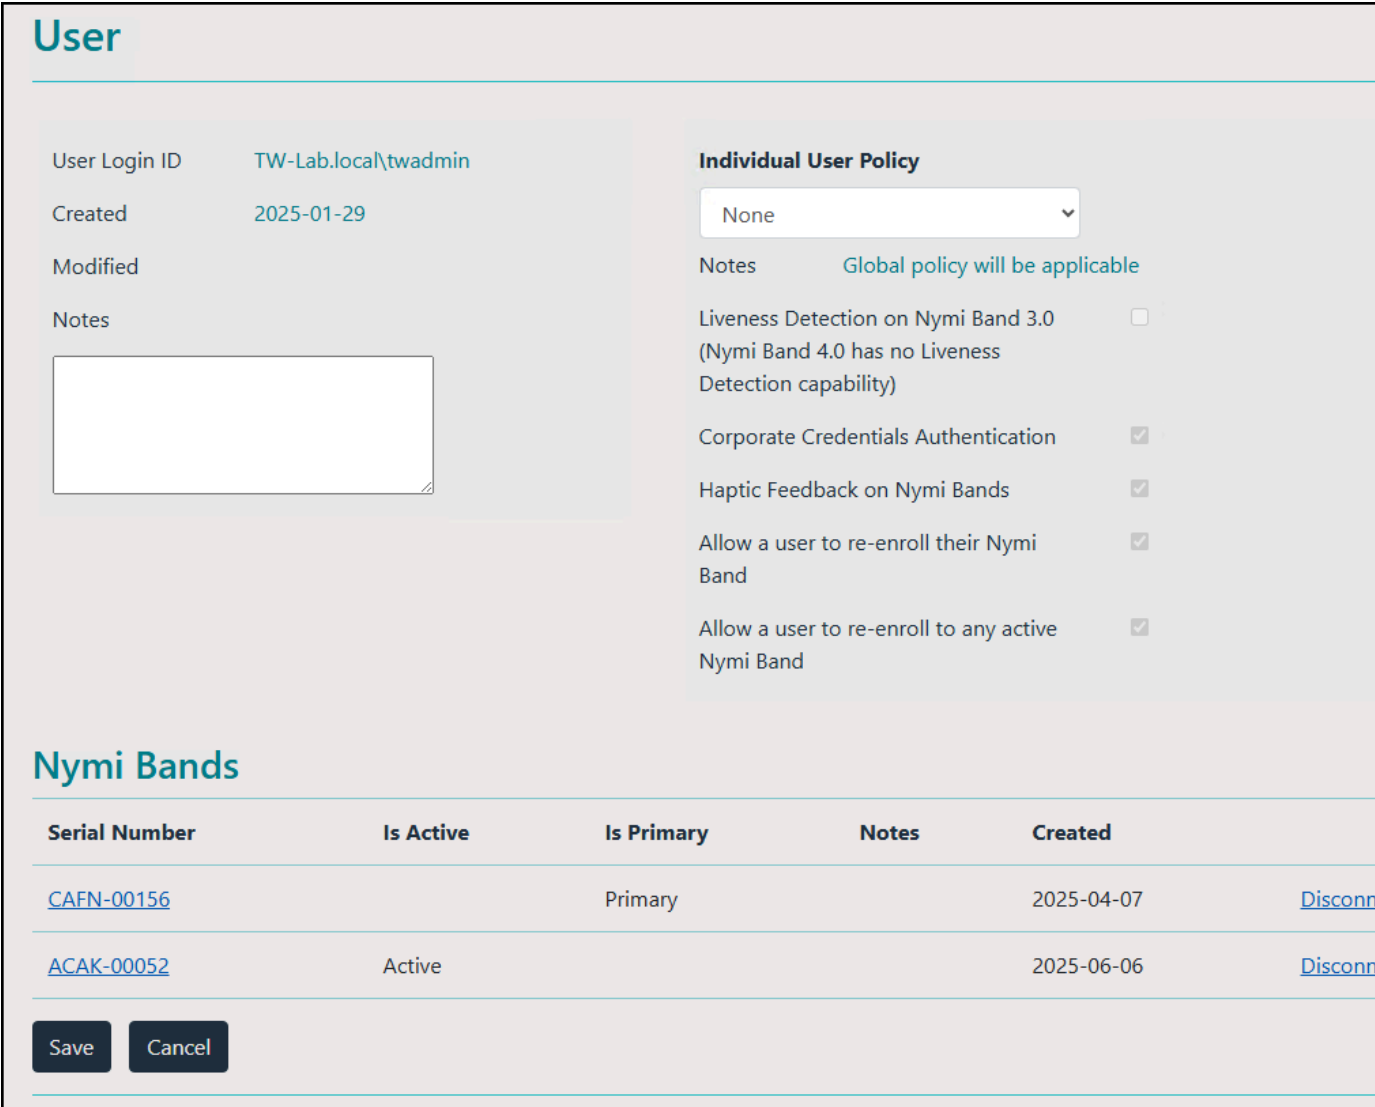 User
User Login ID TW-Lab.local\twadmin
Created 2025-01-29
Modified
Notes
Individual User Policy
None
Notes Global policy will be applicable
Liveness Detection on Nymi Band 3.0
(Nymi Band 4.0 has no Liveness
Detection capability)
Corporate Credentials Authentication
Haptic Feedback on Nymi Bands
Allow a user to re-enroll their Nymi
Band
Allow a user to re-enroll to any active
Nymi Band
Nymi Bands
Serial Number Is Active Is Primary Notes Created
CAFN-00156 Primary 2025-04-07 Disconn
ACAK-00052 Active 2025-06-06 Disconn
Save Cancel